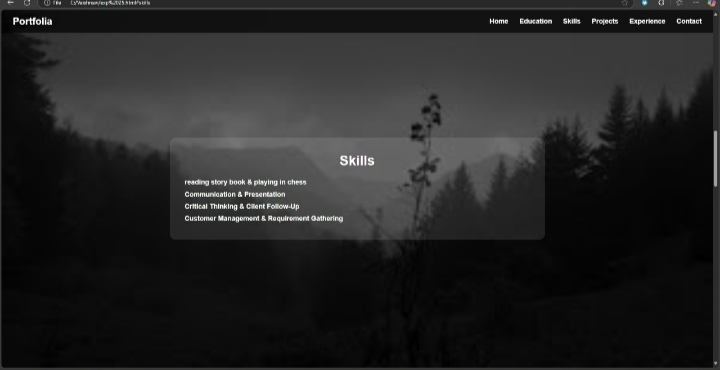 Portfolia
Home Education Skills Projects Experience Contact
Skills
reading story book & playing in chess
Communication & Presentation
Critical Thinking & Client Follow-Up
Customer Management & Requirement Gathering